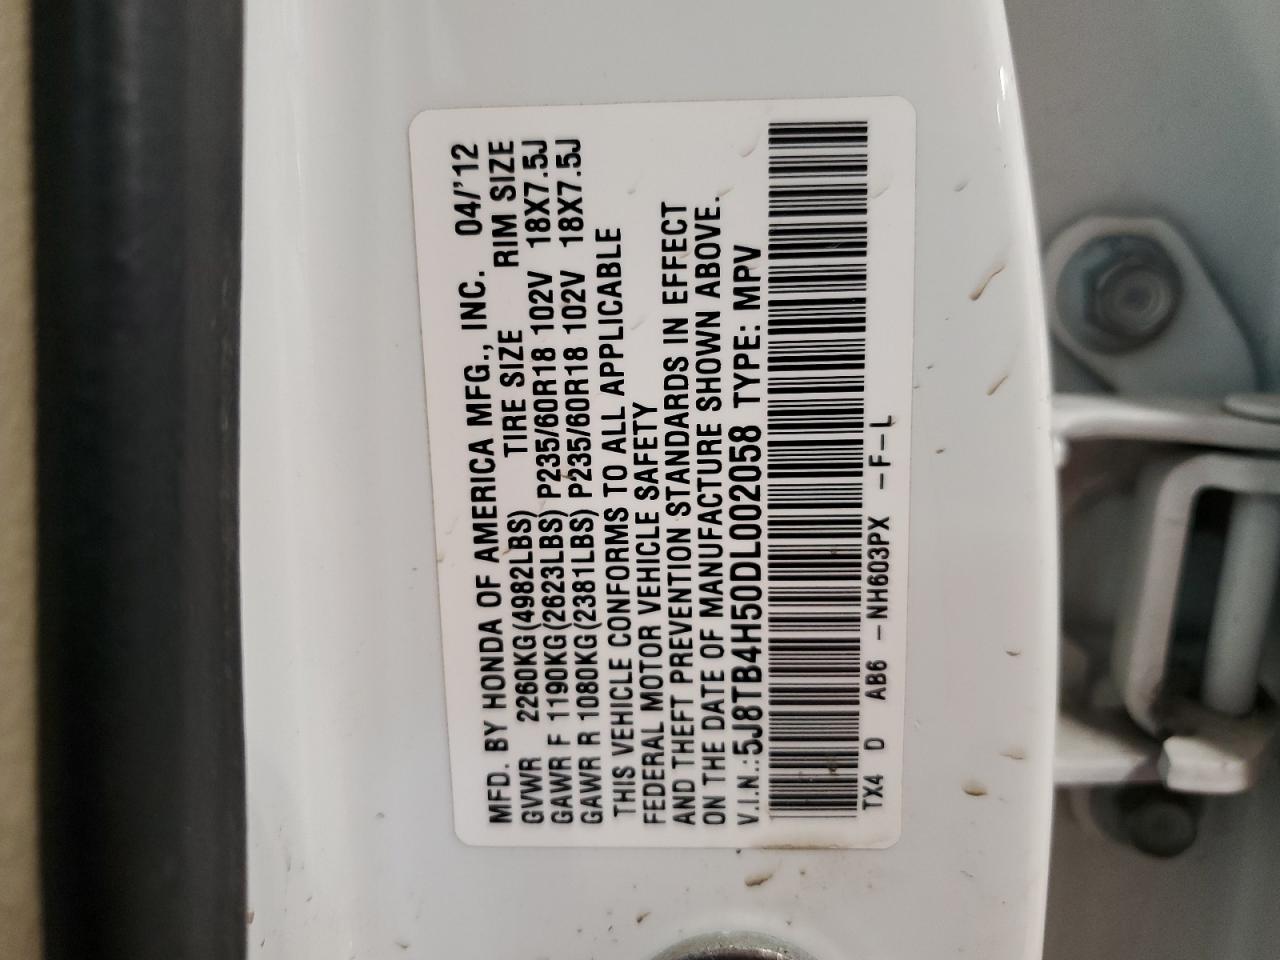 MFD. BY HONDA OF AMERICA MFG., INC. 04/'12
TIRE SIZE RIM SIZE
GVWR 2260KG(4982LBS)
GAWR F 1190KG(2623LBS) P235/60R18 102V 18X7.5J
GAWR R 1080KG(2381LBS) P235/60R18 102V 18X7.5J
THIS VEHICLE CONFORMS TO ALL APPLICABLE
FEDERAL MOTOR VEHICLE SAFETY
AND THEFT PREVENTION STANDARDS IN EFFECT
ON THE DATE OF MANUFACTURE SHOWN ABOVE.
V.I.N.:5J8TB4H50DL002058 TYPE: MPV
TX4 D AB6 -NH603PX -F-L